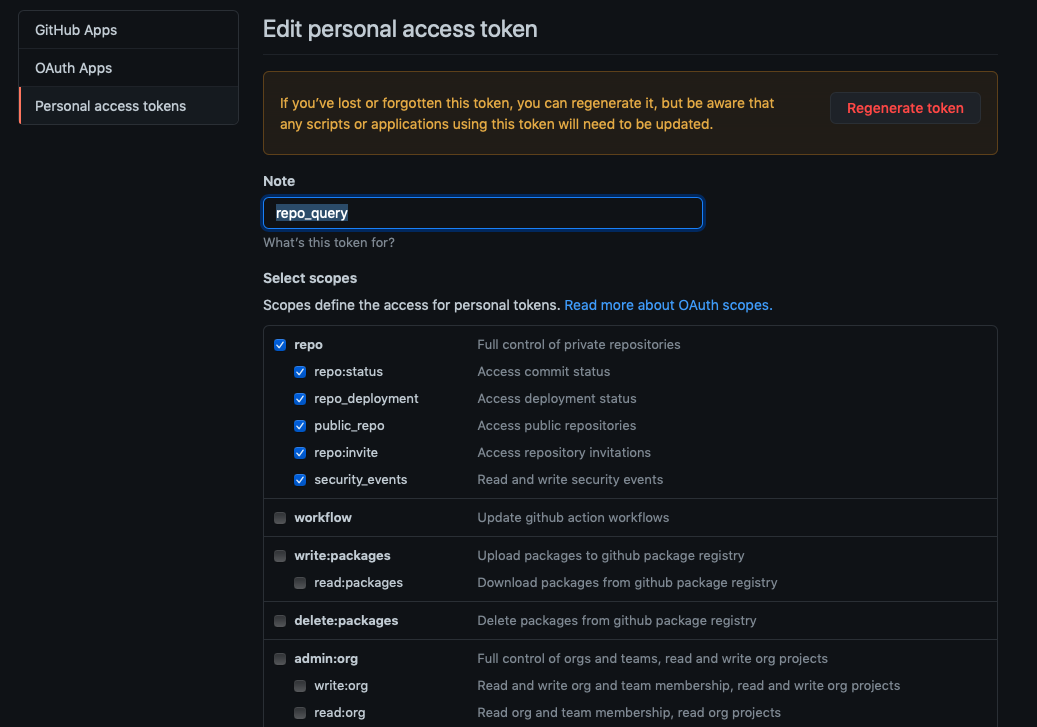 GitHub Apps
OAuth Apps
Personal access tokens
Edit personal access token
If you've lost or forgotten this token, you can regenerate it, but be aware that
any scripts or applications using this token will need to be updated.
Regenerate token
Note
repo_query
What's this token for?
Select scopes
Scopes define the access for personal tokens. Read more about OAuth scopes.
repo Full control of private repositories
repo:status Access commit status
repo_deployment Access deployment status
public_repo Access public repositories
repo:invite Access repository invitations
security_events Read and write security events
workflow Update github action workflows
write:packages Upload packages to github package registry
read:packages Download packages from github package registry
delete:packages Delete packages from github package registry
admin:org Full control of orgs and teams, read and write org projects
write:org Read and write org and team membership, read and write org projects
read:org Read org and team membership, read org projects